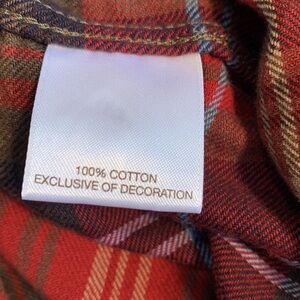 100% COTTON
EXCLUSIVE OF DECORATION